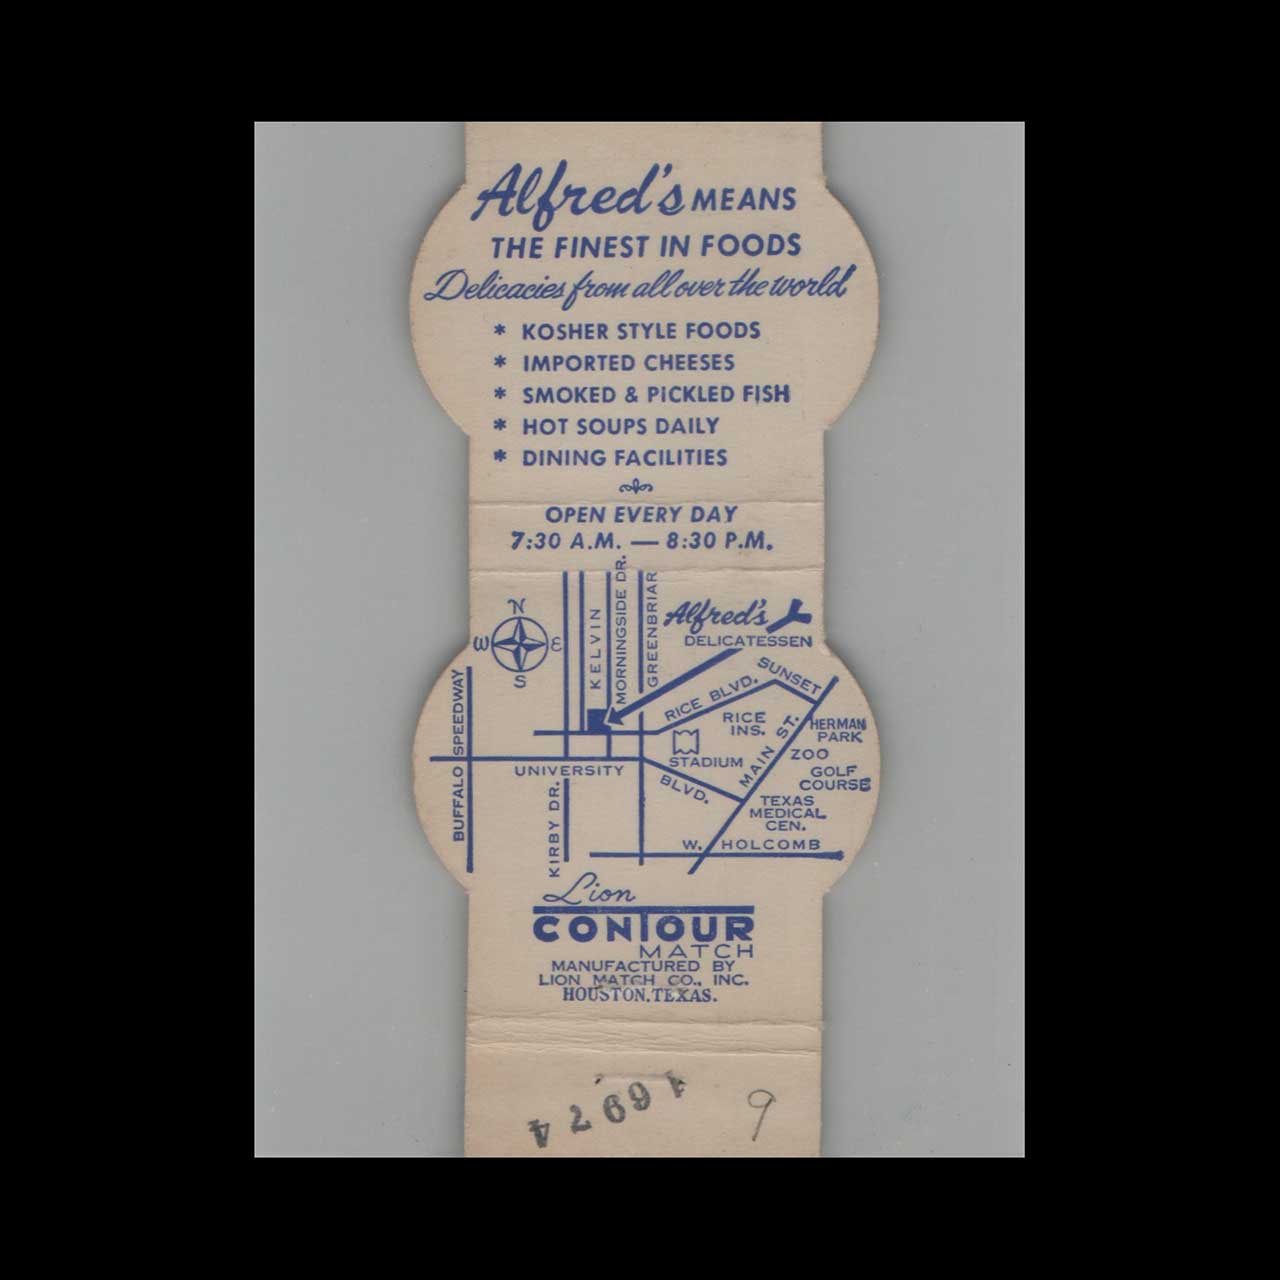 Alfred's MEANS
THE FINEST IN FOODS
Delicacies from all over the world
* KOSHER STYLE FOODS
* IMPORTED CHEESES
* SMOKED & PICKLED FISH
* HOT SOUPS DAILY
* DINING FACILITIES
OPEN EVERY DAY
7:30 A.M. — 8:30 P.M.
N
W E
S
BUFFALO SPEEDWAY
KELVIN
MORNINGSIDE DR.
GREENBRIAR
Alfred's
DELICATESSEN
RICE BLVD.
SUNSET
RICE
INS.
MAIN ST.
HERMAN
PARK
ZOO
STADIUM
GOLF
COURSE
UNIVERSITY
BLVD.
KIRBY DR.
TEXAS
MEDICAL
CEN.
W. HOLCOMB
Lion
CONTOUR
MATCH
MANUFACTURED BY
LION MATCH CO., INC.
HOUSTON, TEXAS.
9